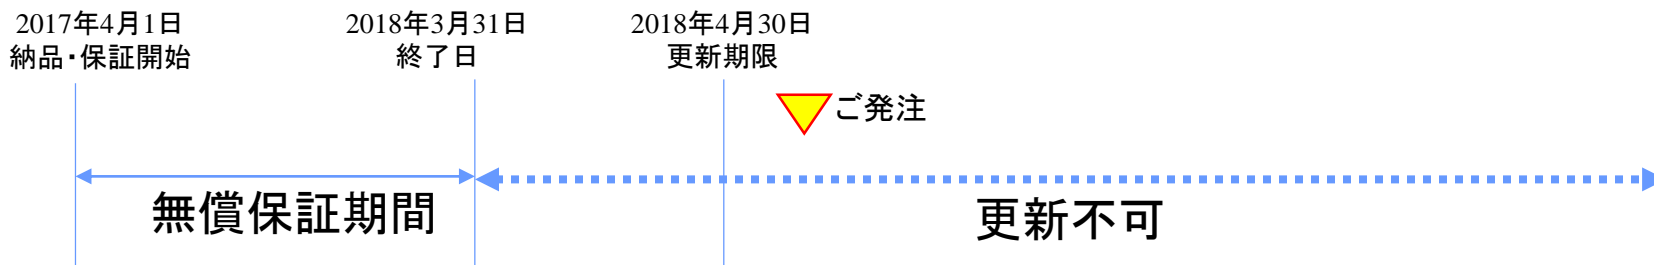 2017年4月1日
納品・保証開始
2018年3月31日
終了日
2018年4月30日
更新期限
ご発注
無償保証期間
更新不可